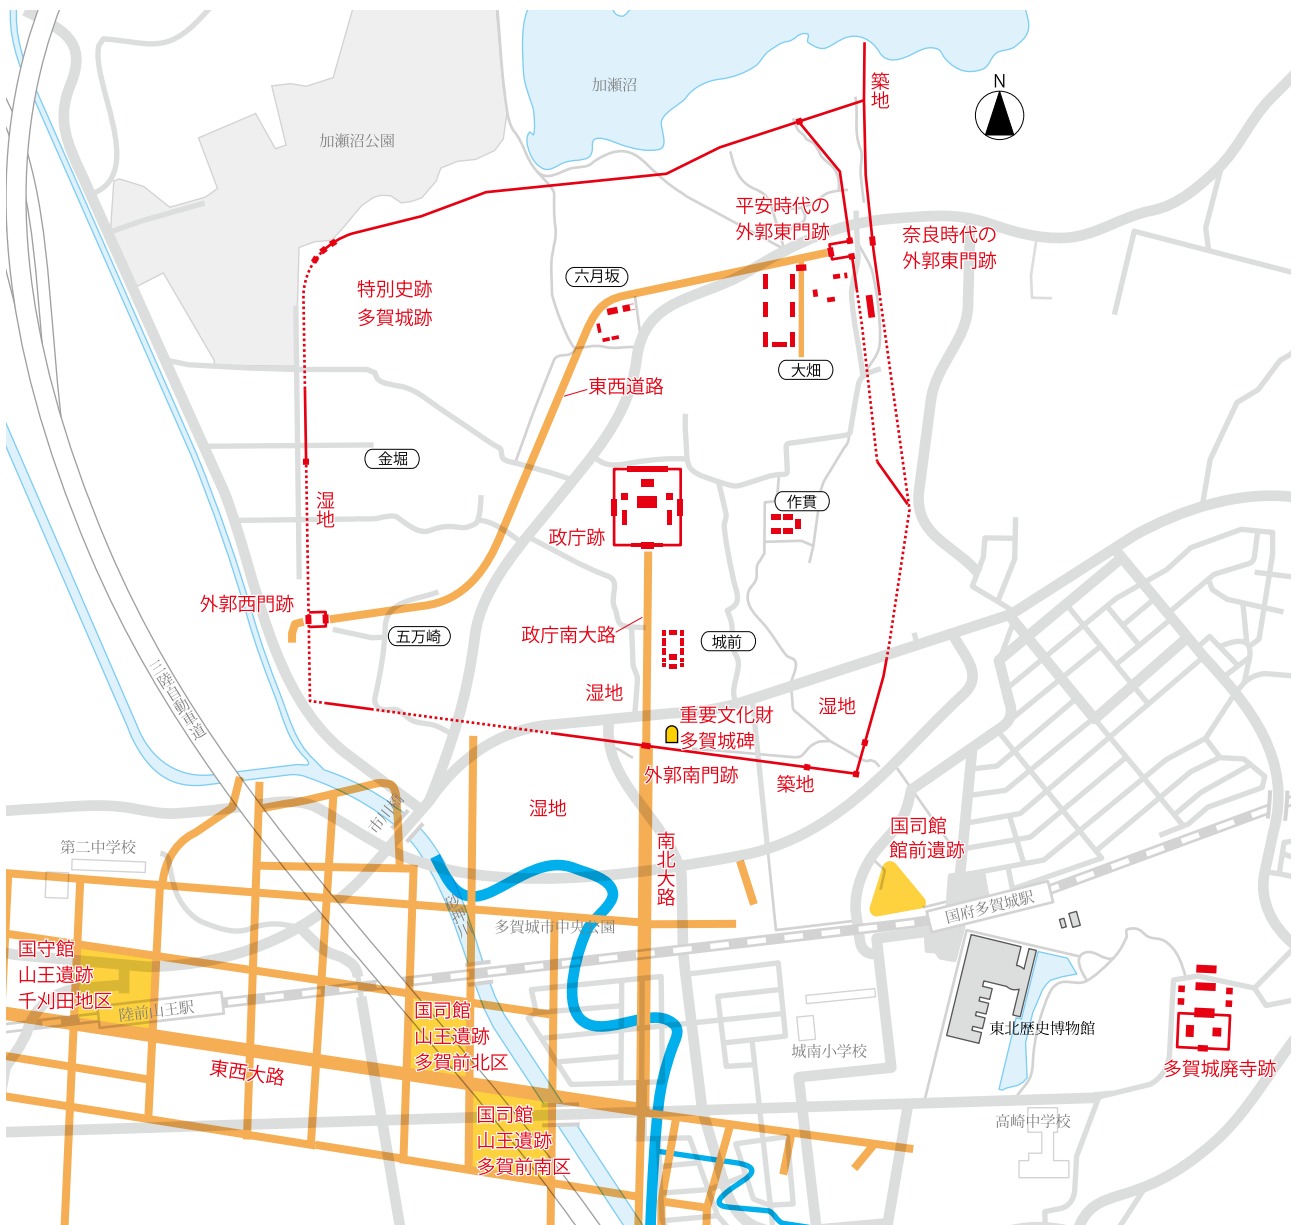 加瀬沼
築地
N
加瀬沼公園
平安時代の
外郭東門跡
奈良時代の
外郭東門跡
六月坂
特別史跡
多賀城跡
大畑
東西道路
金堀
湿地
作貫
政庁跡
外郭西門跡
五万崎
政庁南大路
城前
三陸自動車道
湿地
重要文化財
多賀城碑
湿地
外郭南門跡
築地
湿地
市川橋
国司館
館前遺跡
第二中学校
南北大路
国府多賀城駅
多賀城市中央公園
国守館
山王遺跡
千刈田地区
陸前山王駅
国司館
山王遺跡
多賀前北区
東北歴史博物館
城南小学校
東西大路
多賀城廃寺跡
国司館
山王遺跡
多賀前南区
高崎中学校